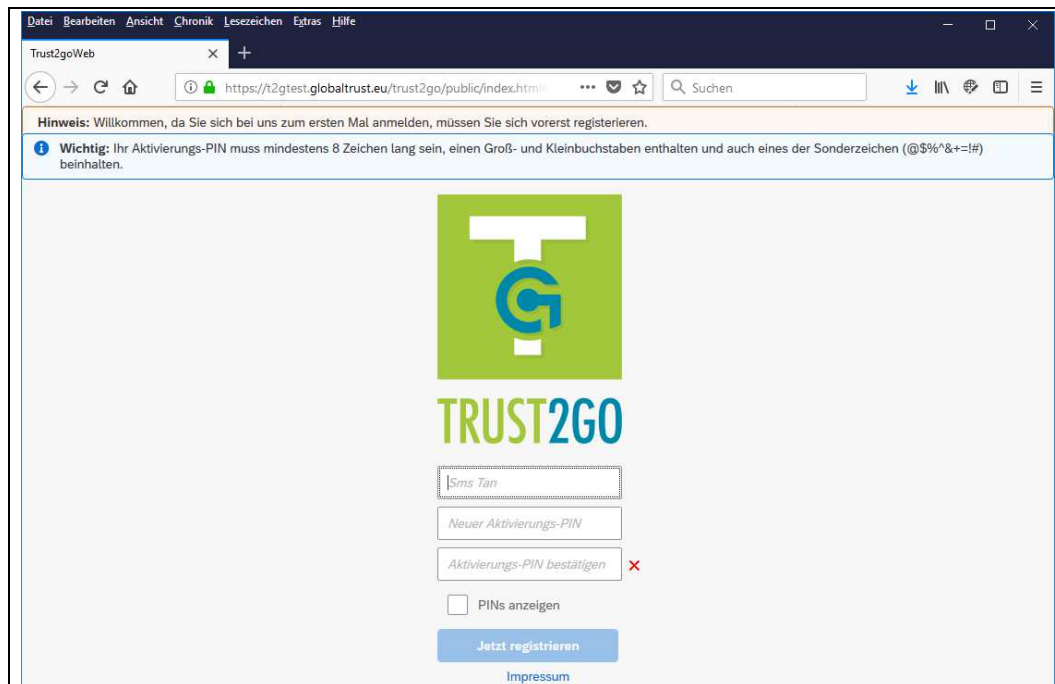 Datei Bearbeiten Ansicht Chronik Lesezeichen Extras Hilfe
Trust2goWeb
https://t2gtest.globaltrust.eu/trust2go/public/index.html
Suchen
Hinweis: Willkommen, da Sie sich bei uns zum ersten Mal anmelden, müssen Sie sich vorerst registerieren.
Wichtig: Ihr Aktivierungs-PIN muss mindestens 8 Zeichen lang sein, einen Groß- und Kleinbuchstaben enthalten und auch eines der Sonderzeichen (@$%^&+=!#)
beinhalten.
TG
TRUST2GO
Sms Tan
Neuer Aktivierungs-PIN
Aktivierungs-PIN bestätigen
PINs anzeigen
Jetzt registrieren
Impressum